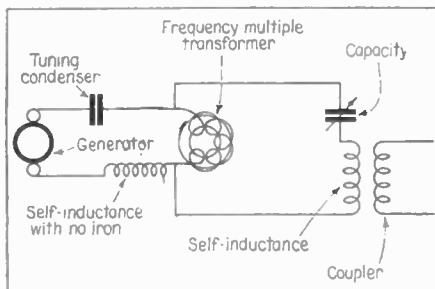 Frequency multiple
transformer
Tuning
condenser
Capacity
Generator
Self-inductance
with no iron
Self-inductance
Coupler